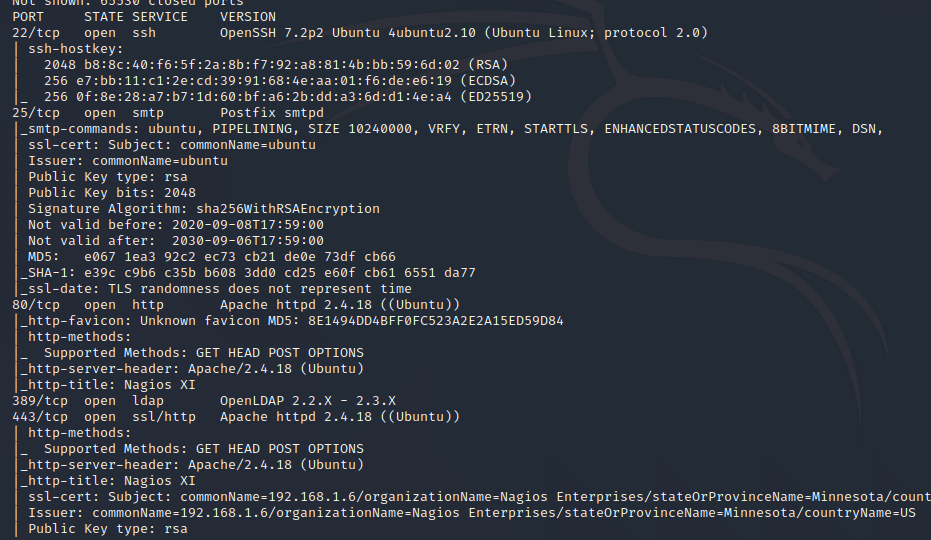 Not shown: 65530 closed ports
PORT      STATE SERVICE    VERSION
22/tcp   open  ssh        OpenSSH 7.2p2 Ubuntu 4ubuntu2.10 (Ubuntu Linux; protocol 2.0)
| ssh-hostkey:
|   2048 b8:8c:40:f6:5f:2a:8b:f7:92:a8:81:4b:bb:59:6d:02 (RSA)
|   256 e7:bb:11:c1:2e:cd:39:91:68:4e:aa:01:f6:de:e6:19 (ECDSA)
|_  256 0f:8e:28:a7:b7:1d:60:bf:a6:2b:dd:a3:6d:d1:4e:a4 (ED25519)
25/tcp   open  smtp       Postfix smtpd
|_smtp-commands: ubuntu, PIPELINING, SIZE 10240000, VRFY, ETRN, STARTTLS, ENHANCEDSTATUSCODES, 8BITMIME, DSN,
| ssl-cert: Subject: commonName=ubuntu
| Issuer: commonName=ubuntu
| Public Key type: rsa
| Public Key bits: 2048
| Signature Algorithm: sha256WithRSAEncryption
| Not valid before: 2020-09-08T17:59:00
| Not valid after:  2030-09-06T17:59:00
| MD5:   e067 1ea3 92c2 ec73 cb21 de0e 73df cb66
|_SHA-1: e39c c9b6 c35b b608 3dd0 cd25 e60f cb61 6551 da77
|_ssl-date: TLS randomness does not represent time
80/tcp   open  http       Apache httpd 2.4.18 ((Ubuntu))
|_http-favicon: Unknown favicon MD5: 8E1494DD4BFF0FC523A2E2A15ED59D84
| http-methods:
|_  Supported Methods: GET HEAD POST OPTIONS
|_http-server-header: Apache/2.4.18 (Ubuntu)
|_http-title: Nagios XI
389/tcp  open  ldap       OpenLDAP 2.2.X - 2.3.X
443/tcp  open  ssl/http   Apache httpd 2.4.18 ((Ubuntu))
| http-methods:
|_  Supported Methods: GET HEAD POST OPTIONS
|_http-server-header: Apache/2.4.18 (Ubuntu)
|_http-title: Nagios XI
| ssl-cert: Subject: commonName=192.168.1.6/organizationName=Nagios Enterprises/stateOrProvinceName=Minnesota/count
| Issuer: commonName=192.168.1.6/organizationName=Nagios Enterprises/stateOrProvinceName=Minnesota/countryName=US
| Public Key type: rsa